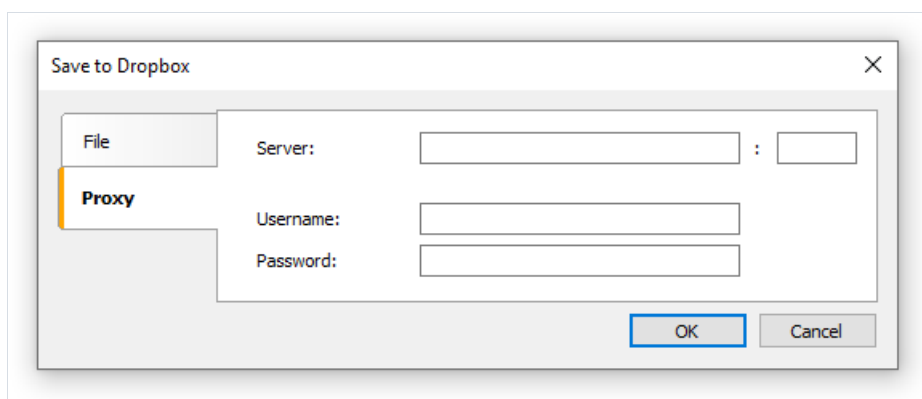 Save to Dropbox
File
Proxy
Server: :
Username:
Password:
OK Cancel